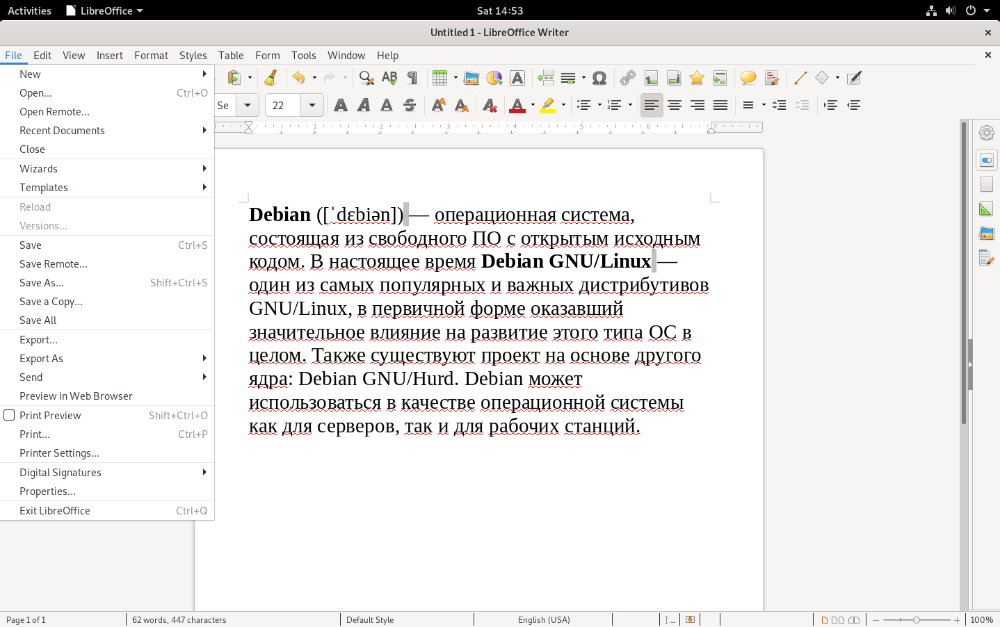 Activities LibreOffice Sat 14:53
Untitled 1 - LibreOffice Writer
File Edit View Insert Format Styles Table Form Tools Window Help
New
Open... Ctrl+O
Open Remote...
Recent Documents
Close
Wizards
Templates
Reload
Versions...
Save Ctrl+S
Save Remote...
Save As... Shift+Ctrl+S
Save a Copy...
Save All
Export...
Export As
Send
Preview in Web Browser
Print Preview Shift+Ctrl+O
Print... Ctrl+P
Printer Settings...
Digital Signatures
Properties...
Exit LibreOffice Ctrl+Q
Se 22
1 2 3 4 5 6 7
Debian ([ˈdɛbiən]) — операционная система,
состоящая из свободного ПО с открытым исходным
кодом. В настоящее время Debian GNU/Linux —
один из самых популярных и важных дистрибутивов
GNU/Linux, в первичной форме оказавший
значительное влияние на развитие этого типа ОС в
целом. Также существуют проект на основе другого
ядра: Debian GNU/Hurd. Debian может
использоваться в качестве операционной системы
как для серверов, так и для рабочих станций.
Page 1 of 1 62 words, 447 characters Default Style English (USA) 100%